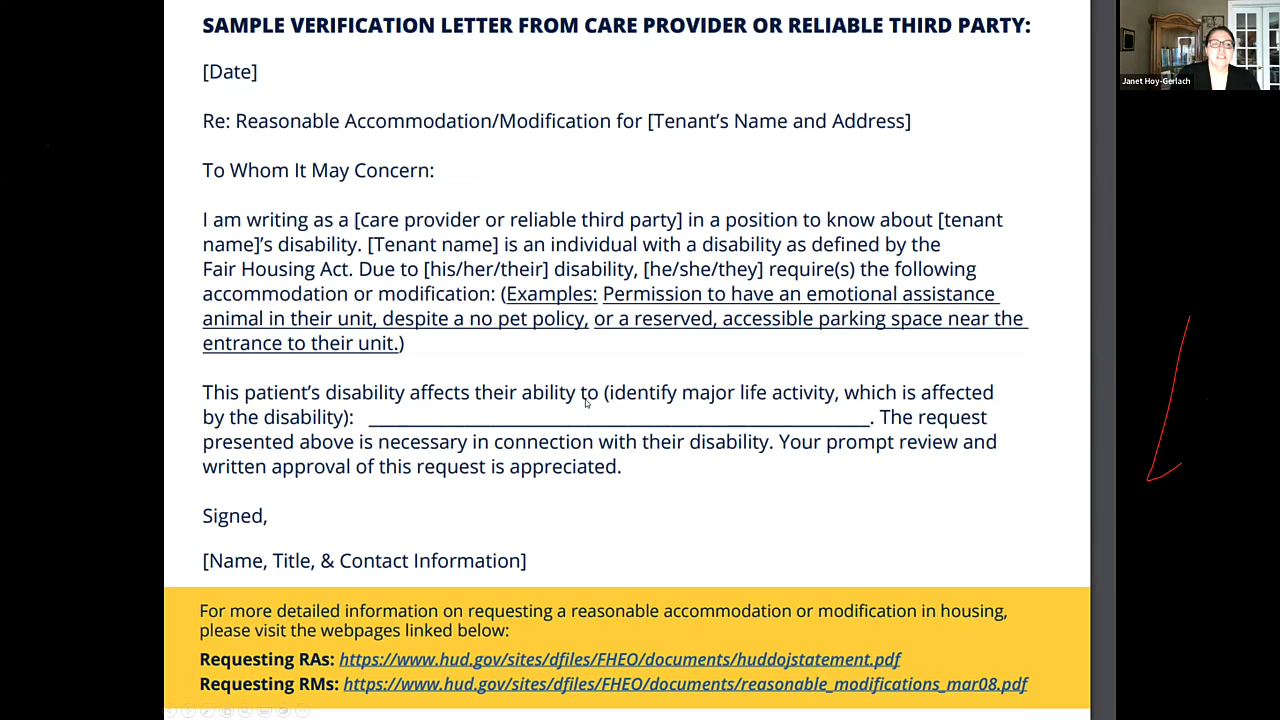 SAMPLE VERIFICATION LETTER FROM CARE PROVIDER OR RELIABLE THIRD PARTY:
[Date]
Re: Reasonable Accommodation/Modification for [Tenant's Name and Address]
To Whom It May Concern:
I am writing as a [care provider or reliable third party] in a position to know about [tenant
name]'s disability. [Tenant name] is an individual with a disability as defined by the
Fair Housing Act. Due to [his/her/their] disability, [he/she/they] require(s) the following
accommodation or modification: (Examples: Permission to have an emotional assistance
animal in their unit, despite a no pet policy, or a reserved, accessible parking space near the
entrance to their unit.)
This patient's disability affects their ability to (identify major life activity, which is affected
by the disability): ____________________. The request
presented above is necessary in connection with their disability. Your prompt review and
written approval of this request is appreciated.
Signed,
[Name, Title, & Contact Information]
For more detailed information on requesting a reasonable accommodation or modification in housing,
please visit the webpages linked below:
Requesting RAs: https://www.hud.gov/sites/dfiles/FHEO/documents/huddojstatement.pdf
Requesting RMs: https://www.hud.gov/sites/dfiles/FHEO/documents/reasonable_modifications_mar08.pdf
Janet Hoy-Gerlach